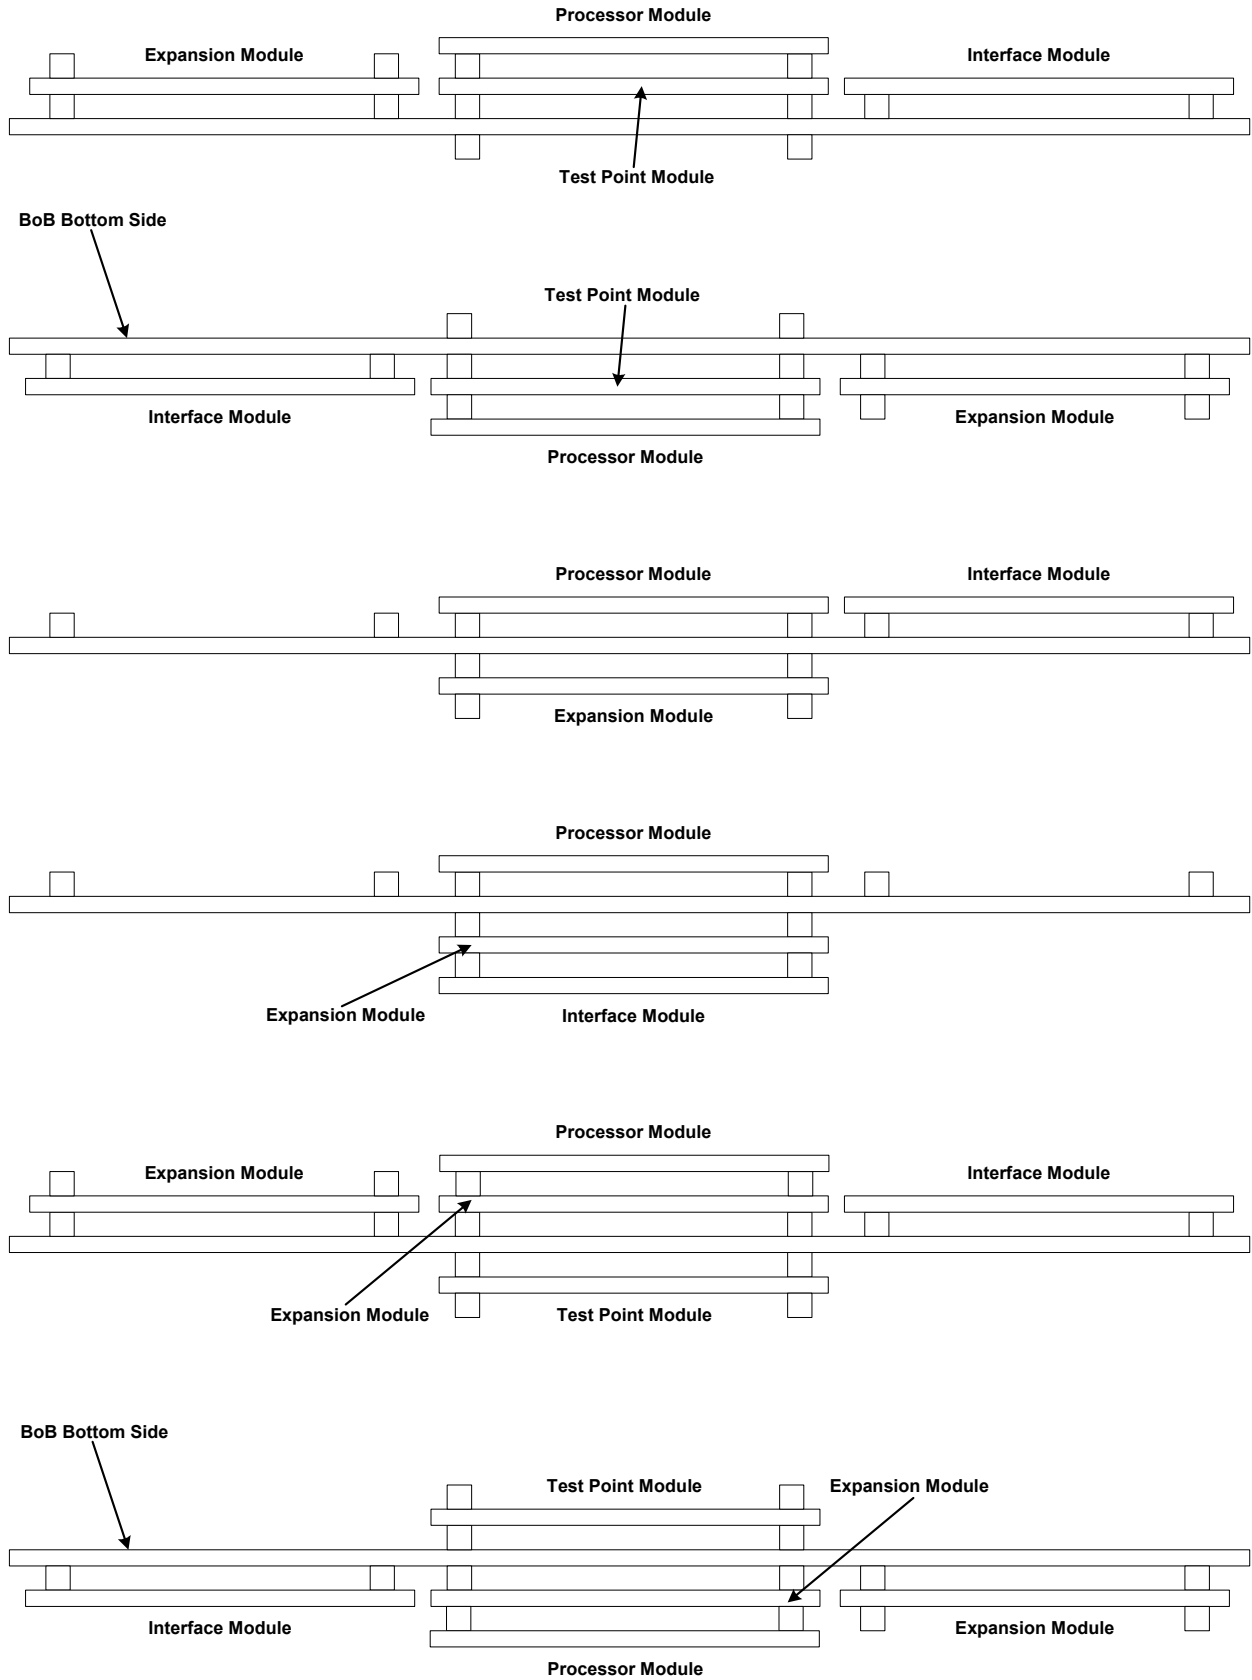 Processor Module
Expansion Module
Interface Module
Test Point Module
BoB Bottom Side
Test Point Module
Interface Module
Expansion Module
Processor Module
Processor Module
Interface Module
Expansion Module
Processor Module
Expansion Module
Interface Module
Processor Module
Expansion Module
Interface Module
Expansion Module
Test Point Module
BoB Bottom Side
Test Point Module
Expansion Module
Interface Module
Expansion Module
Processor Module